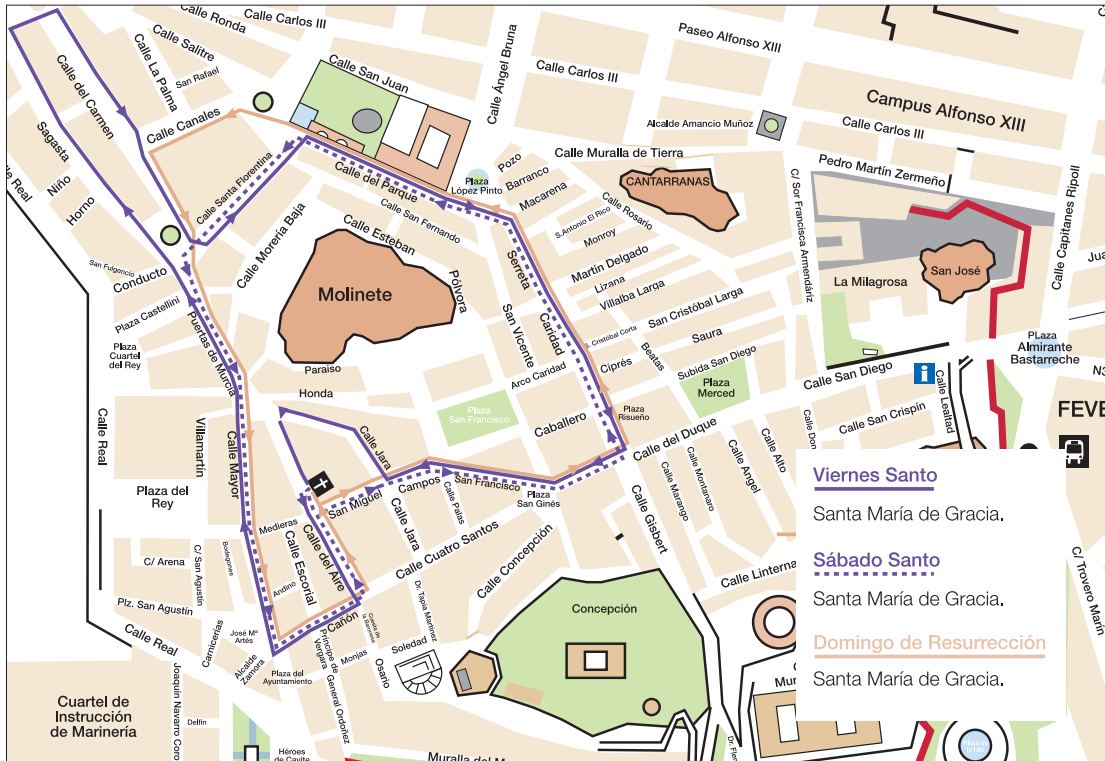 Calle Ronda
Calle Carlos III
Calle Salitre
Calle La Palma
San Rafael
Calle del Carmen
Calle Canales
Sagasta
Niño
Horno
Calle San Juan
Calle Ángel Bruna
Paseo Alfonso XIII
Calle Carlos III
Campus Alfonso XIII
Alcalde Amancio Muñoz
Calle Carlos III
Calle Muralla de Tierra
Pedro Martín Zermeño
CANTARRANAS
C/ Sor Francisca Armendáriz
Calle Capitanes Ripoll
La Milagrosa
San José
Plaza
López Pinto
Pozo
Barranco
Macarena
Calle Rosario
S.Antonio El Rico
Monroy
Martín Delgado
Lizana
Villalba Larga
San Cristóbal Larga
S. Cristóbal Corta
Saura
Ciprés
Beatas
Subida San Diego
Calle Santa Florentina
Calle del Parque
Calle San Fernando
Calle Esteban
Calle Morería Baja
Molinete
Pólvora
Serreta
Caridad
San Vicente
Arco Caridad
San Fulgencio
Conducto
Plaza Castellini
Plaza
Cuartel
del Rey
Puertas de Murcia
Paraíso
Honda
Plaza
San Francisco
Caballero
Plaza
Risueño
Plaza
Merced
Calle San Diego
PLaza
Almirante
Bastarreche
N3
FEVE
i
Calle Lealtad
Calle San Crispín
Calle Don
Calle del Duque
Calle Alto
Calle Angel
Calle Montanaro
Calle Marango
Calle Gisbert
Calle Linterna
Calle Real
Villamartín
Calle Mayor
Plaza del
Rey
Calle Jara
San Miguel
Campos
San Francisco
Calle Palas
Plaza
San Ginés
Calle Jara
Calle Cuatro Santos
Calle Concepción
Medieras
Calle del Aire
Calle Escorial
Bodegones
C/ San Agustín
C/ Arena
Plz. San Agustín
Andino
Cañón
Dr. Tapia Martínez
Soledad
Concepción
Calle Real
Carnicerías
José Mª
Artés
Alcalde
Zamora
Plaza del
Ayuntamiento
Príncipe de
Vergara
Monjas
Osario
General Ordoñez
Cuartel de
Instrucción
de Marinería
Joaquín Navarro Coro
Delfín
Héroes
de Cavite
Muralla del M
Dr. Fle
Viernes Santo
Santa María de Gracia.
Sábado Santo
Santa María de Gracia.
Domingo de Resurrección
Santa María de Gracia.
C/ Trovero Marín